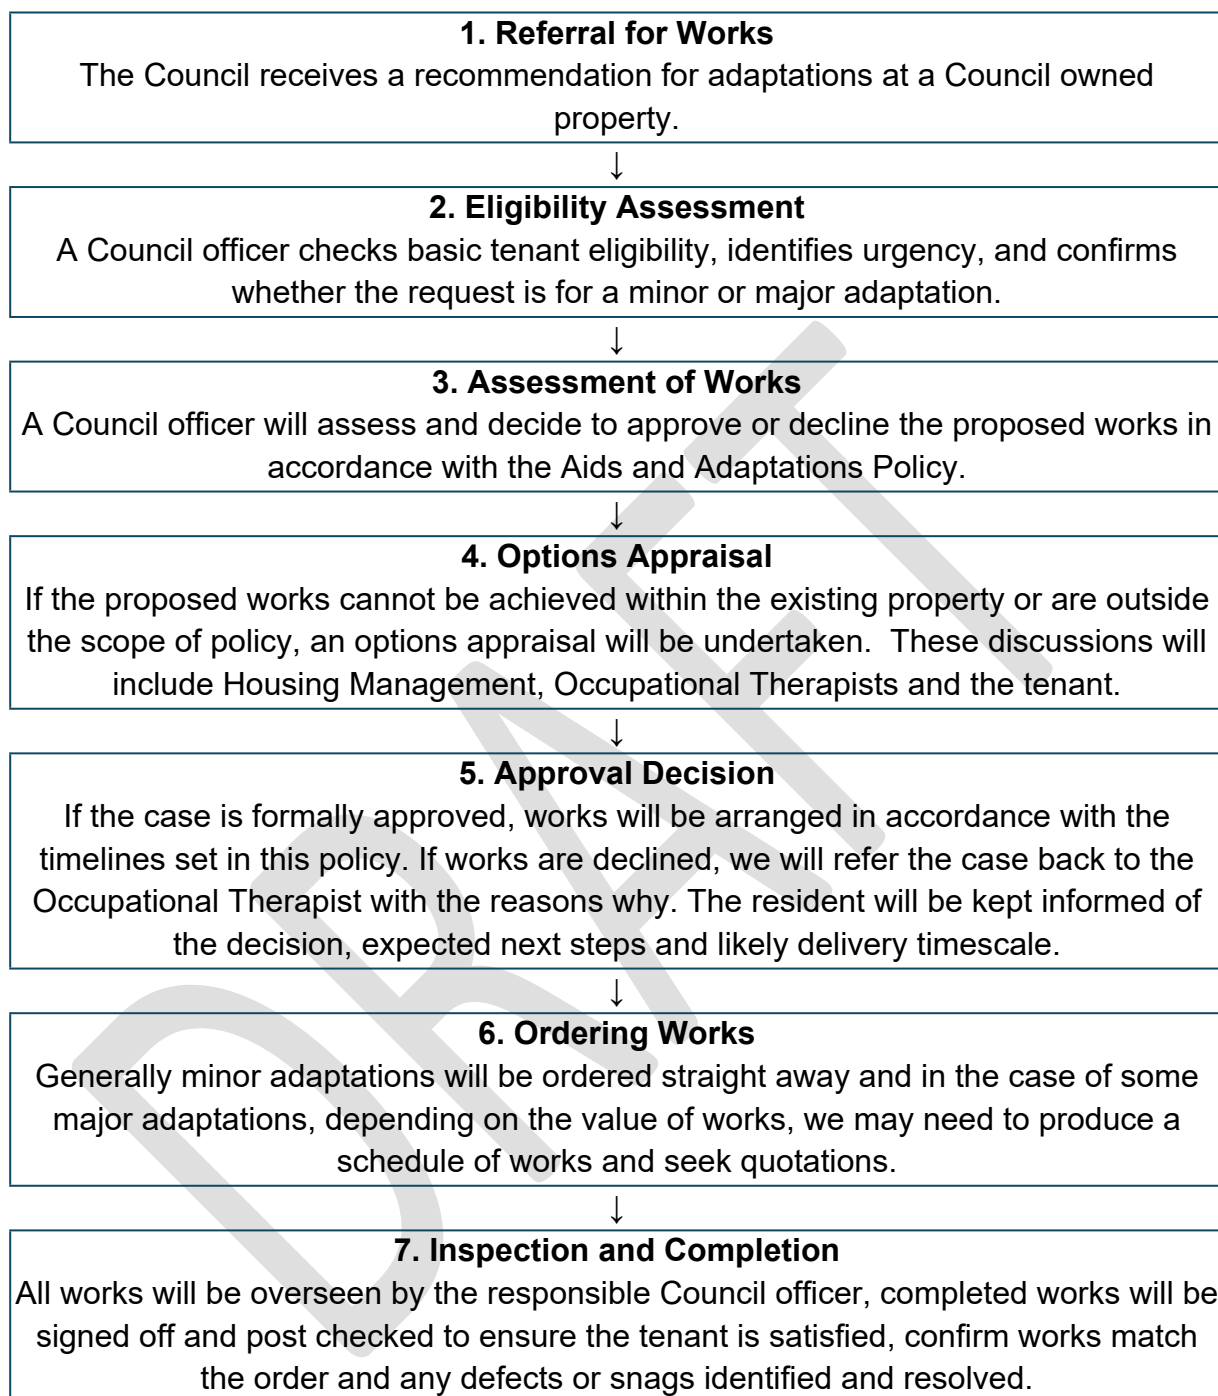 1. Referral for Works
The Council receives a recommendation for adaptations at a Council owned
property.
↓
2. Eligibility Assessment
A Council officer checks basic tenant eligibility, identifies urgency, and confirms
whether the request is for a minor or major adaptation.
↓
3. Assessment of Works
A Council officer will assess and decide to approve or decline the proposed works in
accordance with the Aids and Adaptations Policy.
↓
4. Options Appraisal
If the proposed works cannot be achieved within the existing property or are outside
the scope of policy, an options appraisal will be undertaken.  These discussions will
include Housing Management, Occupational Therapists and the tenant.
↓
5. Approval Decision
If the case is formally approved, works will be arranged in accordance with the
timelines set in this policy. If works are declined, we will refer the case back to the
Occupational Therapist with the reasons why. The resident will be kept informed of
the decision, expected next steps and likely delivery timescale.
↓
6. Ordering Works
Generally minor adaptations will be ordered straight away and in the case of some
major adaptations, depending on the value of works, we may need to produce a
schedule of works and seek quotations.
↓
7. Inspection and Completion
All works will be overseen by the responsible Council officer, completed works will be
signed off and post checked to ensure the tenant is satisfied, confirm works match
the order and any defects or snags identified and resolved.
DRAFT